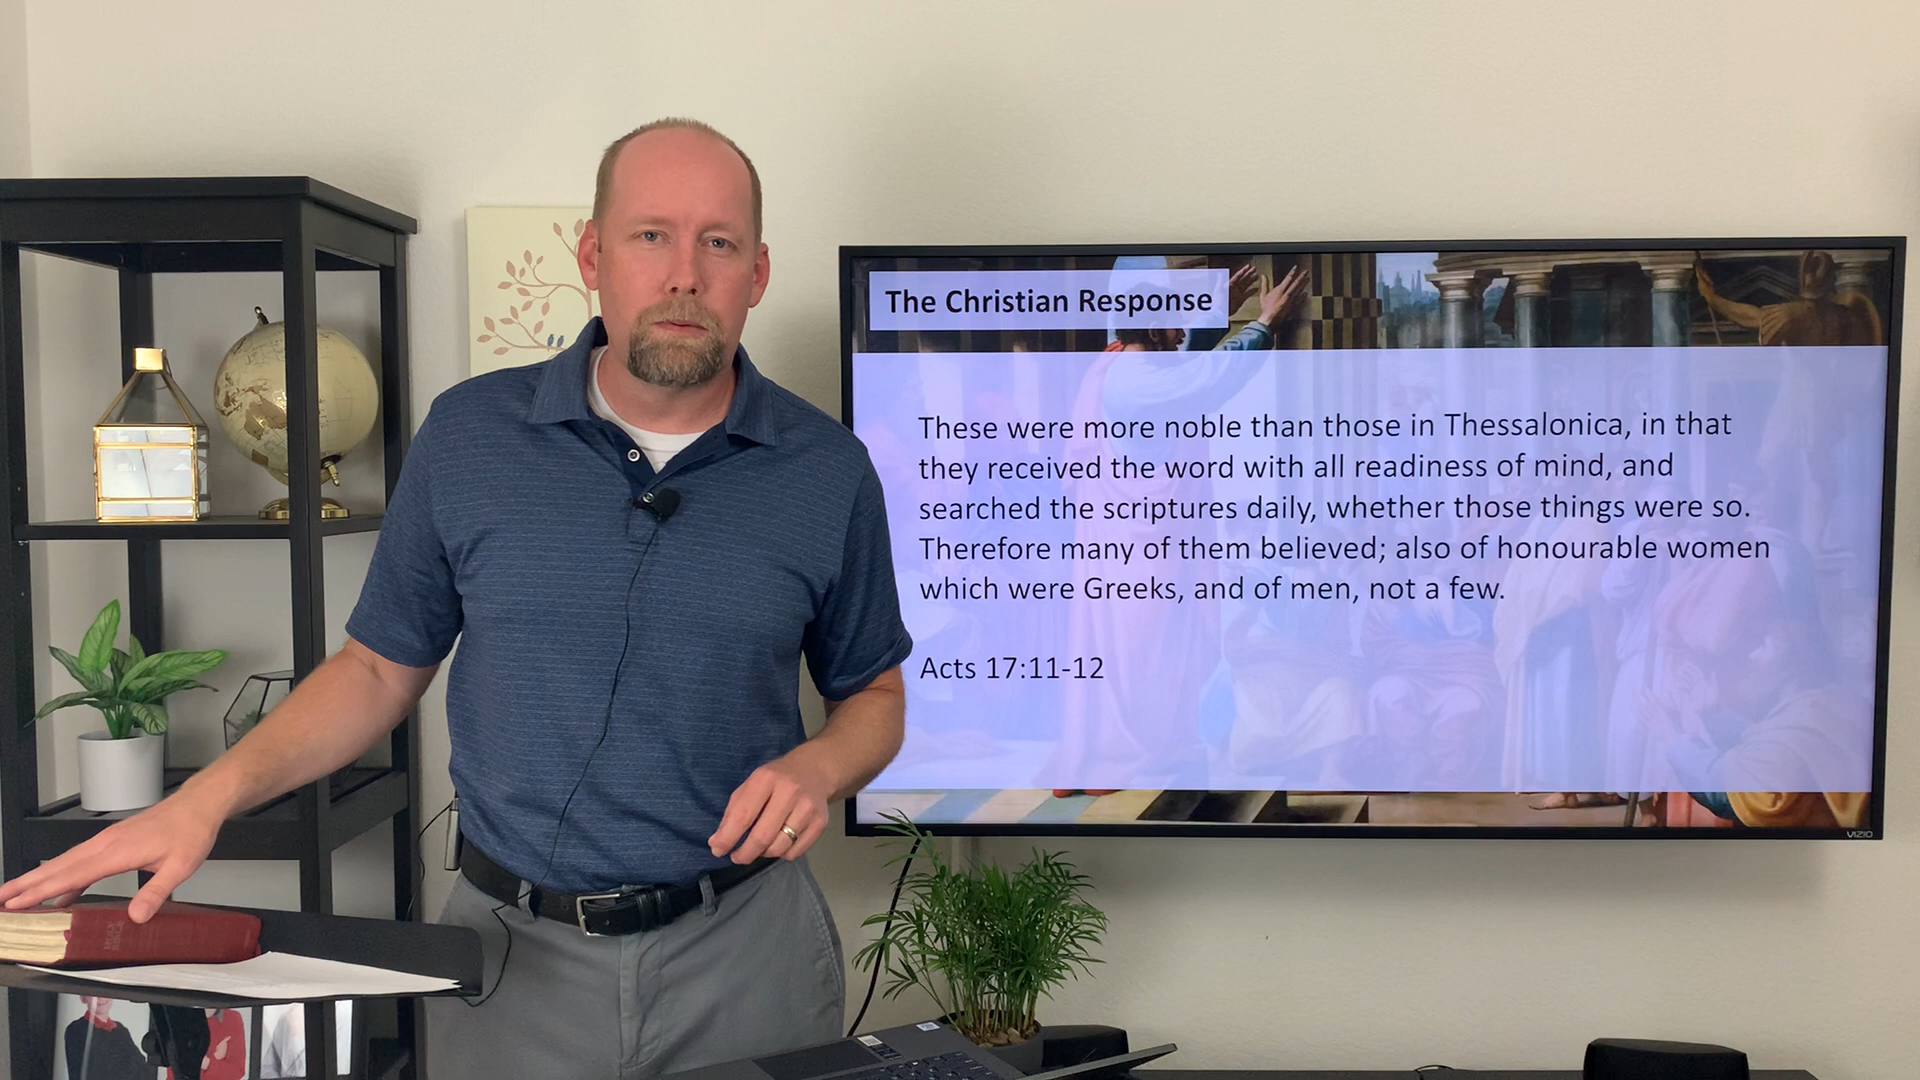 The Christian Response
These were more noble than those in Thessalonica, in that
they received the word with all readiness of mind, and
searched the scriptures daily, whether those things were so.
Therefore many of them believed; also of honourable women
which were Greeks, and of men, not a few.
Acts 17:11-12
VIZIO
HOLY
BIBLE